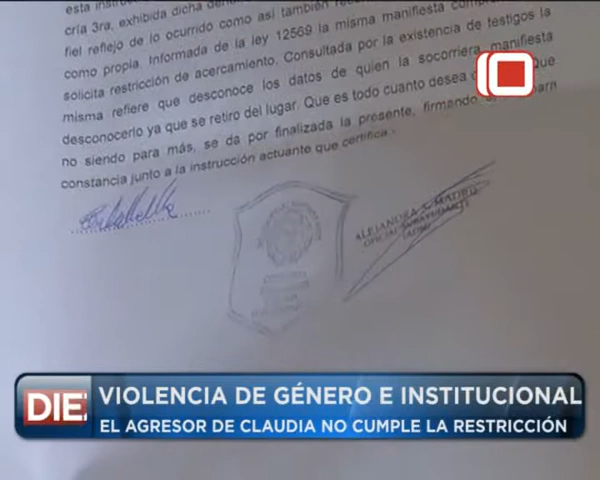 esta
cría 3ra, exhibida dicha
fiel reflejo de lo ocurrido como así también
como propia. Informada de la ley 12569 la misma manifiesta
solicita restricción de acercamiento, Consultada por la existencia de testigos la
misma refiere que desconoce los datos de quien la socorriera, manifiesta
desconocerlo ya que se retiro del lugar. Que es todo cuanto desea que
no siendo para más, se da por finalizada la presente, firmando
constancia junto a la instrucción actuante que certifica.-
ALEJANDRA
OFICIAL
DIE
VIOLENCIA DE GÉNERO E INSTITUCIONAL
EL AGRESOR DE CLAUDIA NO CUMPLE LA RESTRICCIÓN